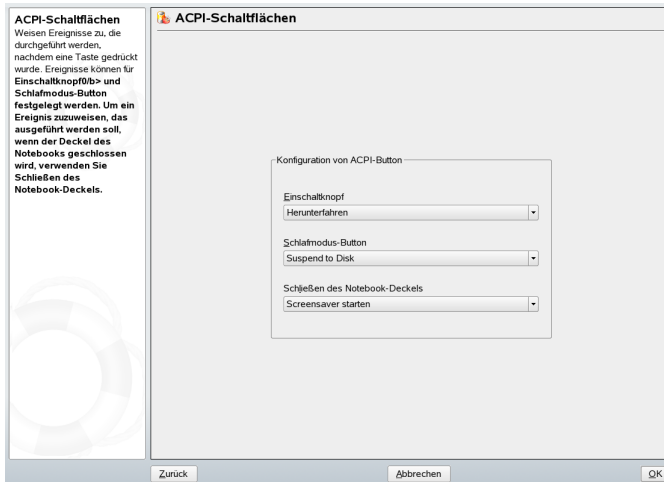 ACPI-Schaltflächen
Weisen Ereignisse zu, die
durchgeführt werden,
nachdem eine Taste gedrückt
wurde. Ereignisse können für
Einschaltknopf0/b> und
Schlafmodus-Button
festgelegt werden. Um ein
Ereignis zuzuweisen, das
ausgeführt werden soll,
wenn der Deckel des
Notebooks geschlossen
wird, verwenden Sie
Schließen des
Notebook-Deckels.
ACPI-Schaltflächen
Konfiguration von ACPI-Button
Einschaltknopf
Herunterfahren
Schlafmodus-Button
Suspend to Disk
Schließen des Notebook-Deckels
Screensaver starten
Zurück
Abbrechen
OK